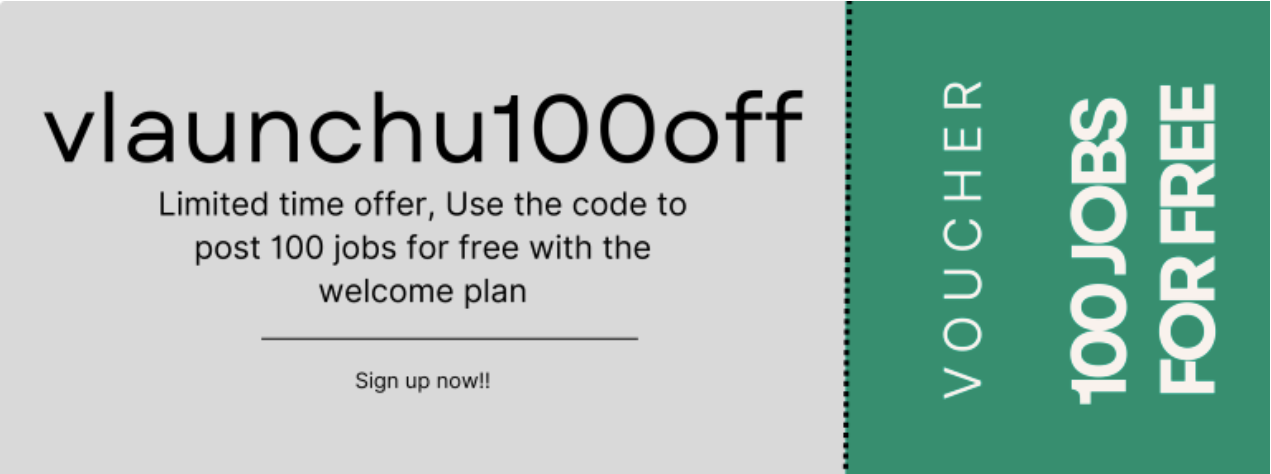 vlaunchu100off
Limited time offer, Use the code to
post 100 jobs for free with the
welcome plan
Sign up now!!
VOUCHER
100 JOBS
FOR FREE